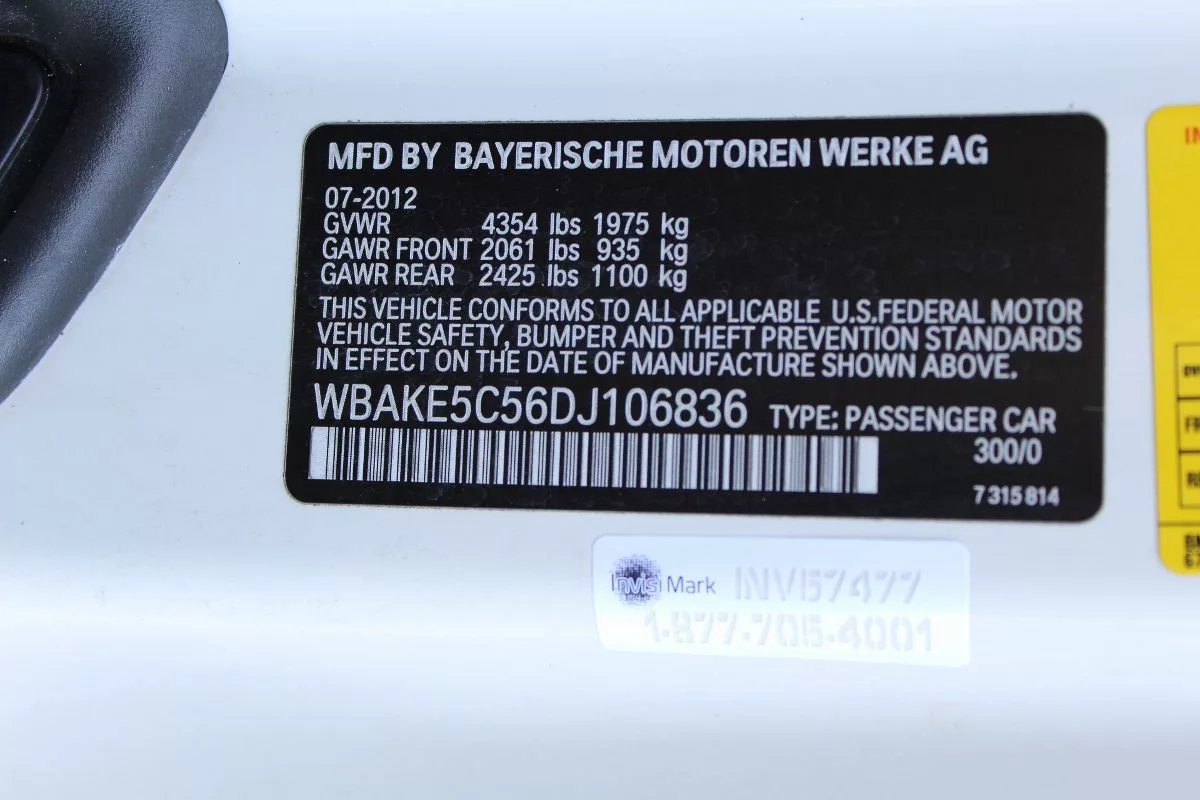 MFD BY BAYERISCHE MOTOREN WERKE AG
07-2012
GVWR 4354 lbs 1975 kg
GAWR FRONT 2061 lbs 935 kg
GAWR REAR 2425 lbs 1100 kg
THIS VEHICLE CONFORMS TO ALL APPLICABLE U.S.FEDERAL MOTOR
VEHICLE SAFETY, BUMPER AND THEFT PREVENTION STANDARDS
IN EFFECT ON THE DATE OF MANUFACTURE SHOWN ABOVE.
WBAKE5C56DJ106836 TYPE: PASSENGER CAR
300/0
7 315 814
InVisiMark INV57477
1-877-705-4001